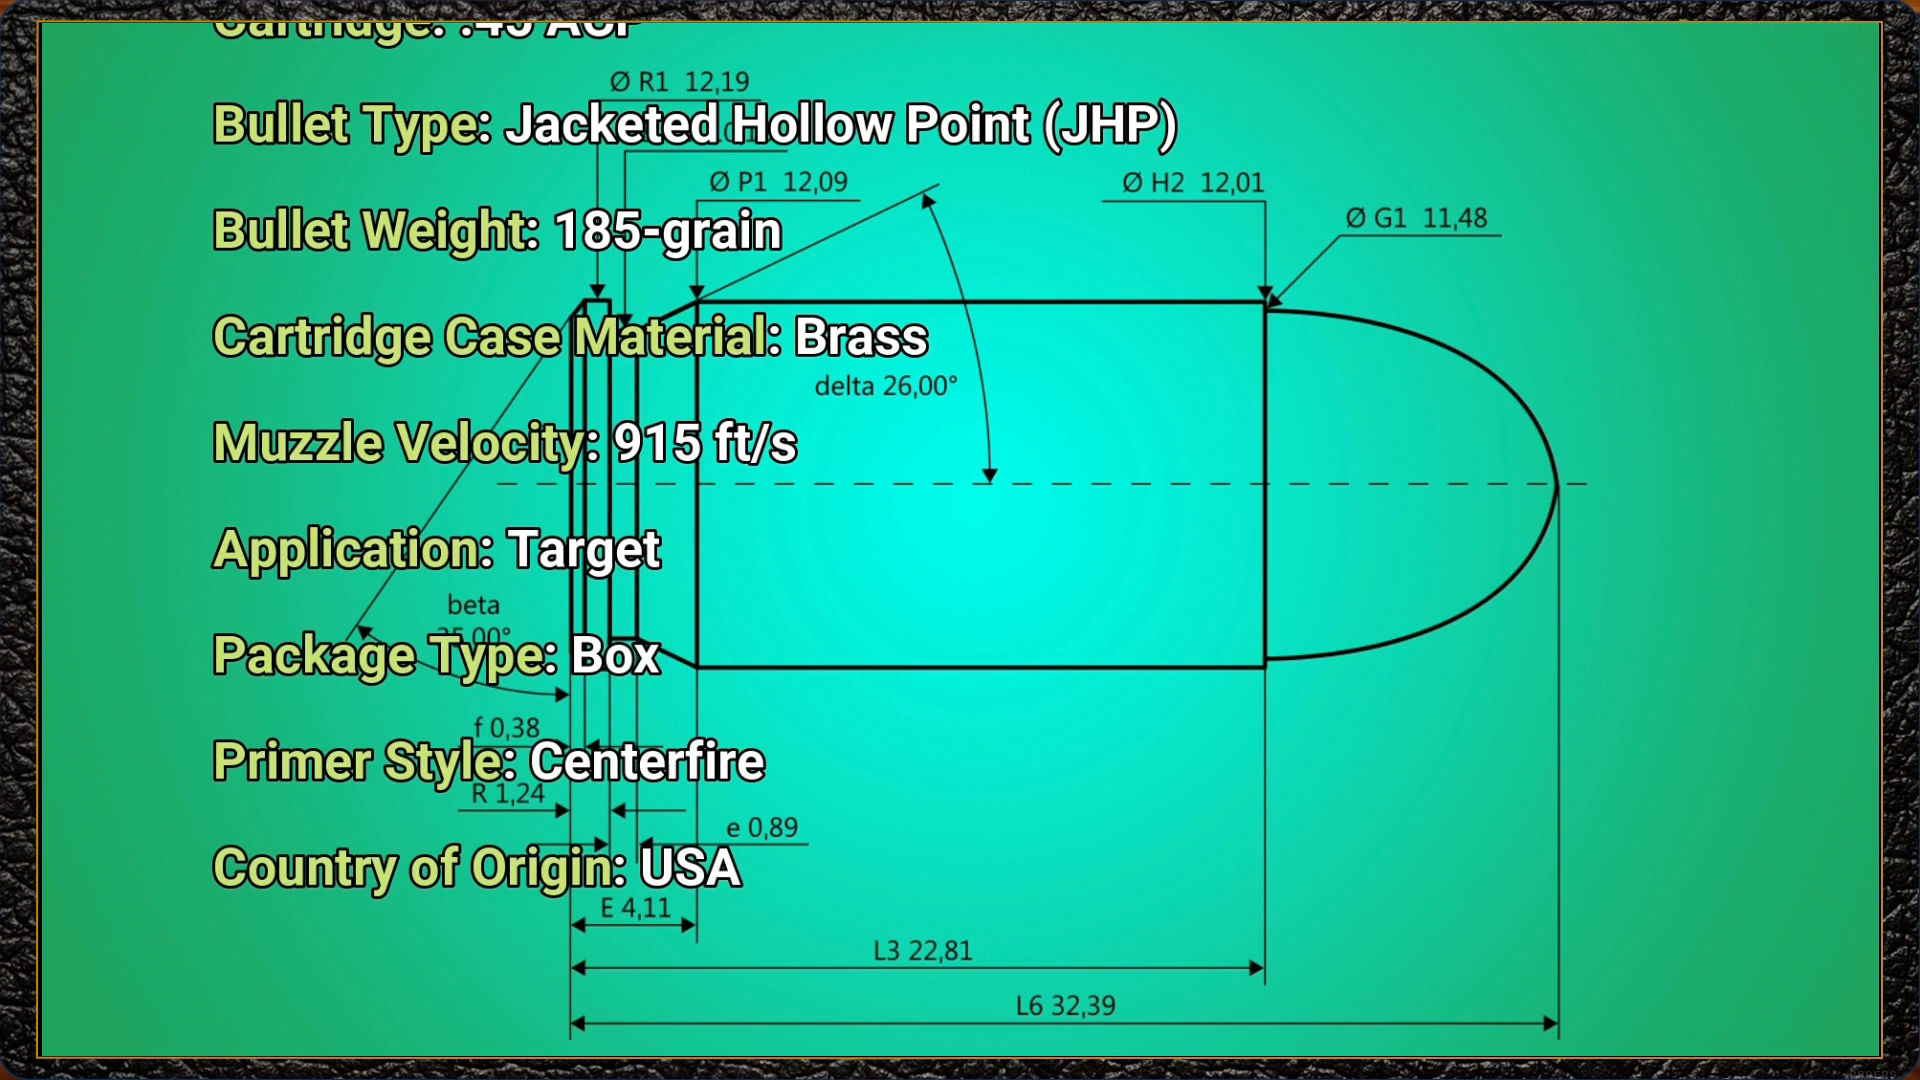 Cartridge: .45 ACP
Ø R1 12,19
Bullet Type: Jacketed Hollow Point (JHP)
Ø P1 12,09
Ø H2 12,01
Ø G1 11,48
Bullet Weight: 185-grain
Cartridge Case Material: Brass
delta 26,00°
Muzzle Velocity: 915 ft/s
Application: Target
beta
Package Type: Box
f 0,38
Primer Style: Centerfire
R 1,24
e 0,89
Country of Origin: USA
E 4,11
L3 22,81
L6 32,39